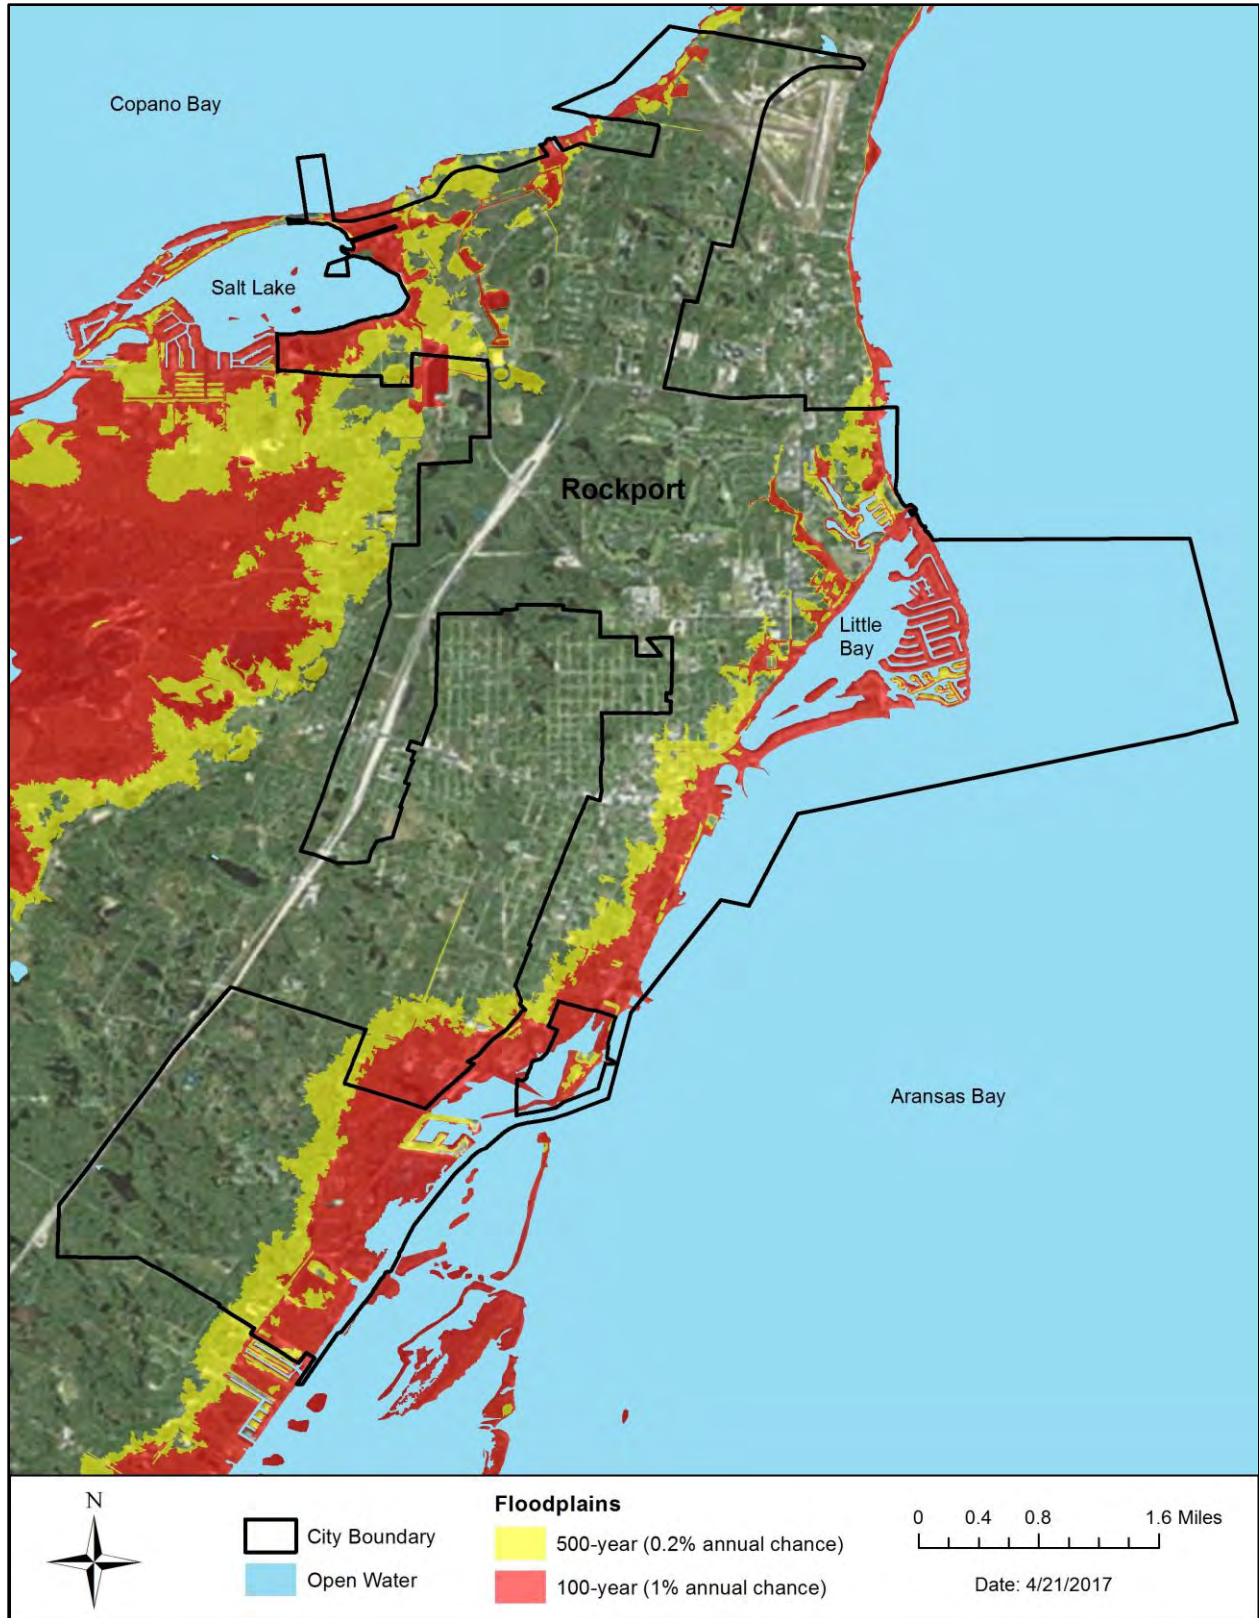 Copano Bay
Salt Lake
Rockport
Little
Bay
Aransas Bay
N
City Boundary
Open Water
Floodplains
500-year (0.2% annual chance)
100-year (1% annual chance)
0 0.4 0.8 1.6 Miles
Date: 4/21/2017